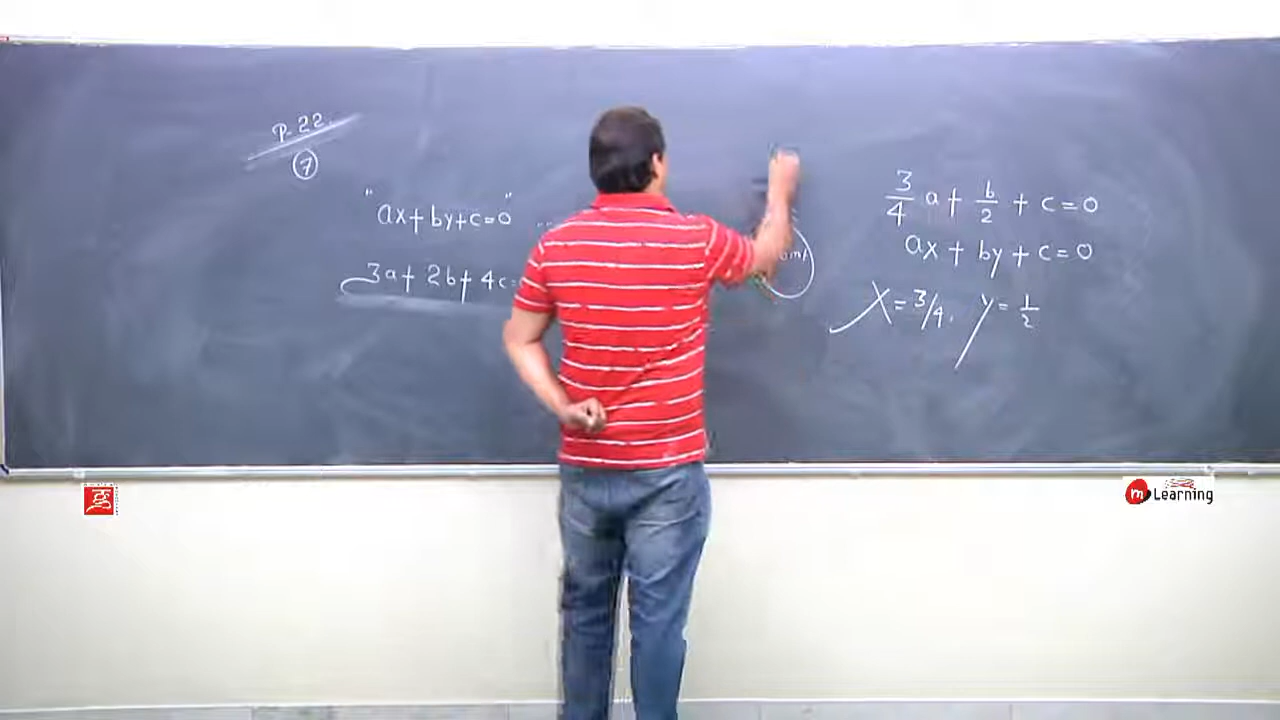 P-22
7
"ax+by+c=0" ...
3a+2b+4c=
3/4 a + b/2 + c = 0
ax + by + c = 0
x = 3/4, y = 1/2
m Learning